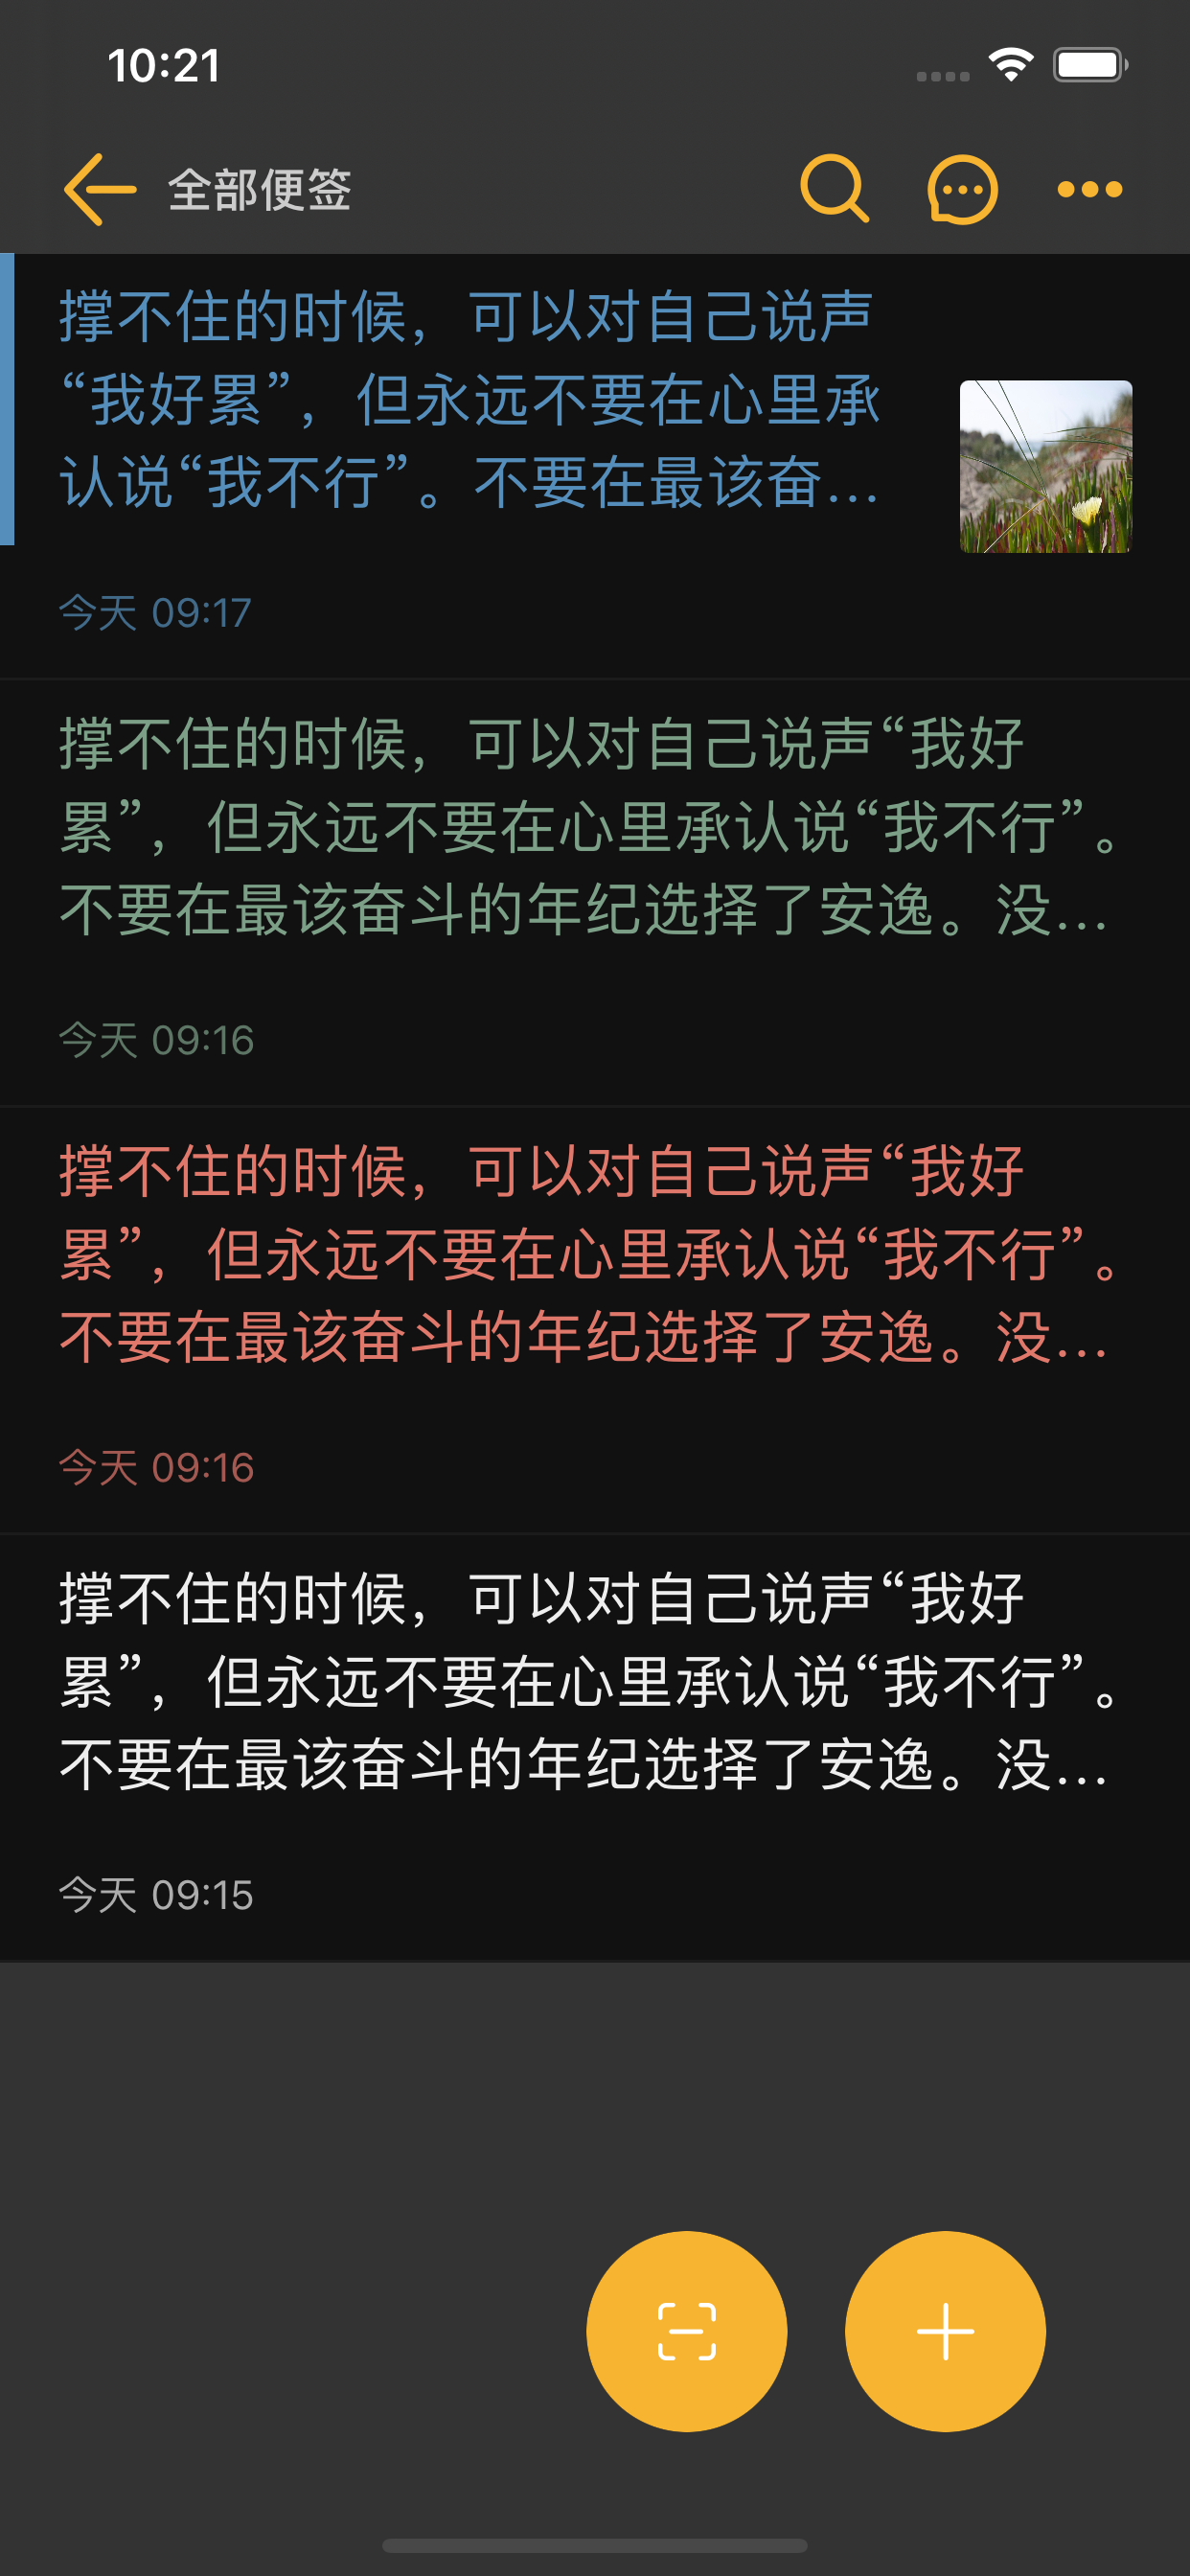 10:21
全部便签
撑不住的时候，可以对自己说声
“我好累”，但永远不要在心里承
认说“我不行”。不要在最该奋...
今天 09:17
撑不住的时候，可以对自己说声“我好
累”，但永远不要在心里承认说“我不行”。
不要在最该奋斗的年纪选择了安逸。没...
今天 09:16
撑不住的时候，可以对自己说声“我好
累”，但永远不要在心里承认说“我不行”。
不要在最该奋斗的年纪选择了安逸。没...
今天 09:16
撑不住的时候，可以对自己说声“我好
累”，但永远不要在心里承认说“我不行”。
不要在最该奋斗的年纪选择了安逸。没...
今天 09:15